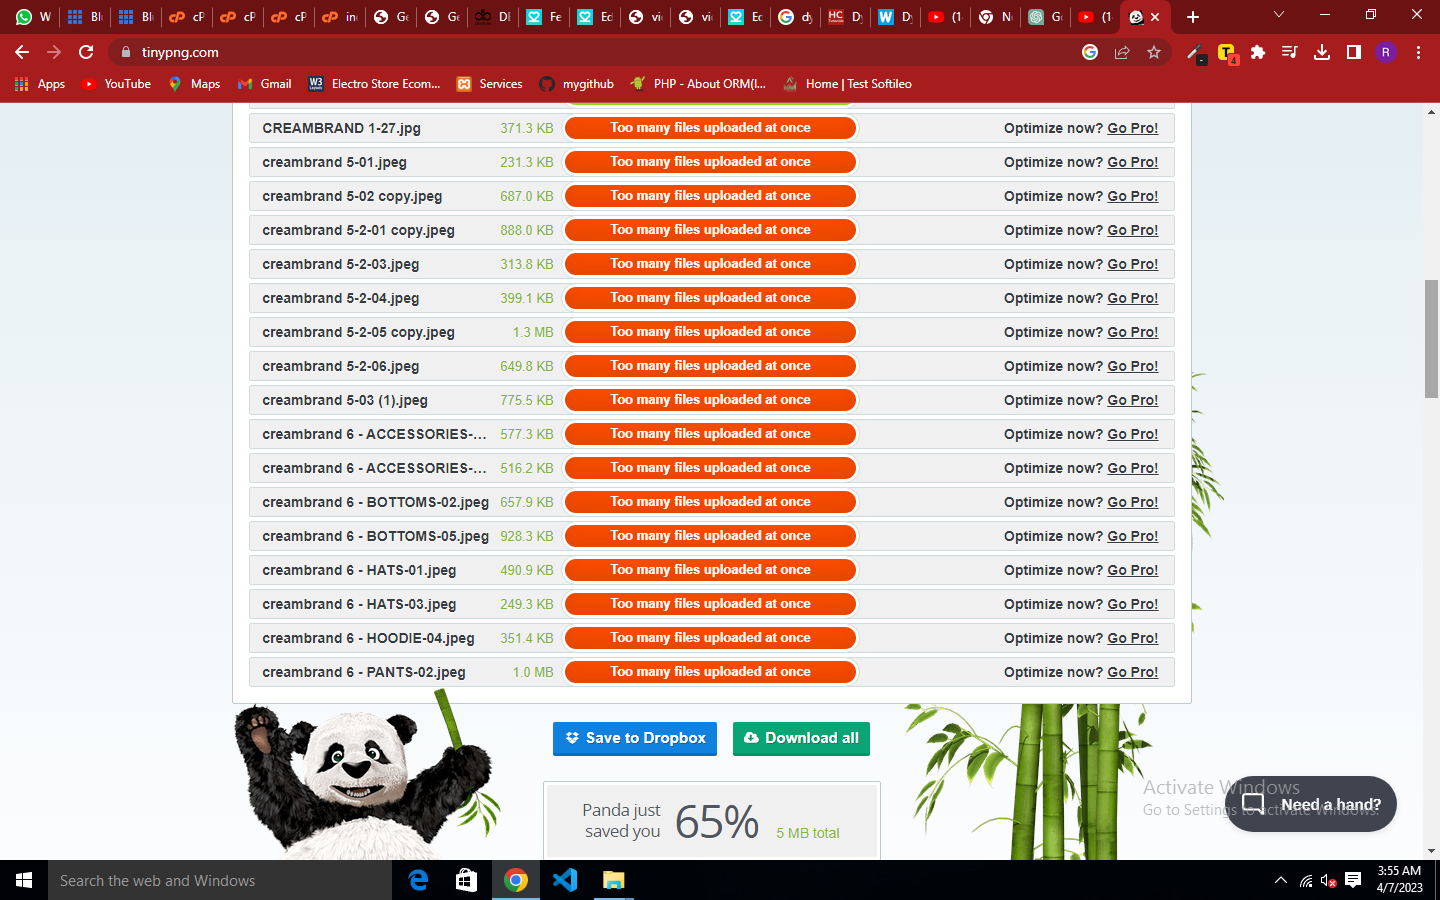 W
Blu
Blu
cP
cP
cP
ine
Ge
Ge
DB
Fe
Ed
vie
vie
Ec
dy
Dy
Dy
(1
N
G
(1
tinypng.com
Apps
YouTube
Maps
Gmail
Electro Store Ecom...
Services
mygithub
PHP - About ORM(l...
Home | Test Softileo
4
R
CREAMBRAND 1-27.jpg 371.3 KB Too many files uploaded at once Optimize now? Go Pro!
creambrand 5-01.jpeg 231.3 KB Too many files uploaded at once Optimize now? Go Pro!
creambrand 5-02 copy.jpeg 687.0 KB Too many files uploaded at once Optimize now? Go Pro!
creambrand 5-2-01 copy.jpeg 888.0 KB Too many files uploaded at once Optimize now? Go Pro!
creambrand 5-2-03.jpeg 313.8 KB Too many files uploaded at once Optimize now? Go Pro!
creambrand 5-2-04.jpeg 399.1 KB Too many files uploaded at once Optimize now? Go Pro!
creambrand 5-2-05 copy.jpeg 1.3 MB Too many files uploaded at once Optimize now? Go Pro!
creambrand 5-2-06.jpeg 649.8 KB Too many files uploaded at once Optimize now? Go Pro!
creambrand 5-03 (1).jpeg 775.5 KB Too many files uploaded at once Optimize now? Go Pro!
creambrand 6 - ACCESSORIES-... 577.3 KB Too many files uploaded at once Optimize now? Go Pro!
creambrand 6 - ACCESSORIES-... 516.2 KB Too many files uploaded at once Optimize now? Go Pro!
creambrand 6 - BOTTOMS-02.jpeg 657.9 KB Too many files uploaded at once Optimize now? Go Pro!
creambrand 6 - BOTTOMS-05.jpeg 928.3 KB Too many files uploaded at once Optimize now? Go Pro!
creambrand 6 - HATS-01.jpeg 490.9 KB Too many files uploaded at once Optimize now? Go Pro!
creambrand 6 - HATS-03.jpeg 249.3 KB Too many files uploaded at once Optimize now? Go Pro!
creambrand 6 - HOODIE-04.jpeg 351.4 KB Too many files uploaded at once Optimize now? Go Pro!
creambrand 6 - PANTS-02.jpeg 1.0 MB Too many files uploaded at once Optimize now? Go Pro!
Save to Dropbox
Download all
Panda just
saved you
65%
5 MB total
Activate Windows
Go to Settings to activate Windows.
Need a hand?
Search the web and Windows
3:55 AM
4/7/2023